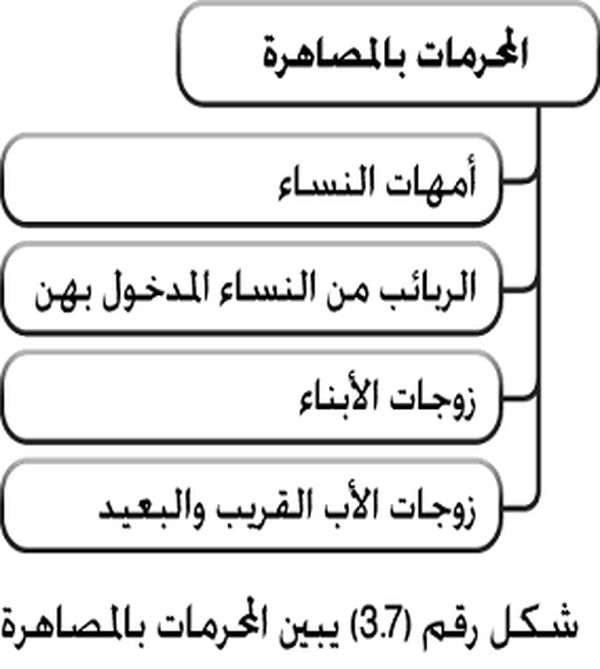 المحرمات بالمصاهرة
أمهات النساء
الربائب من النساء المدخول بهن
زوجات الأبناء
زوجات الأب القريب والبعيد
شكل رقم (3.7) يبين المحرمات بالمصاهرة